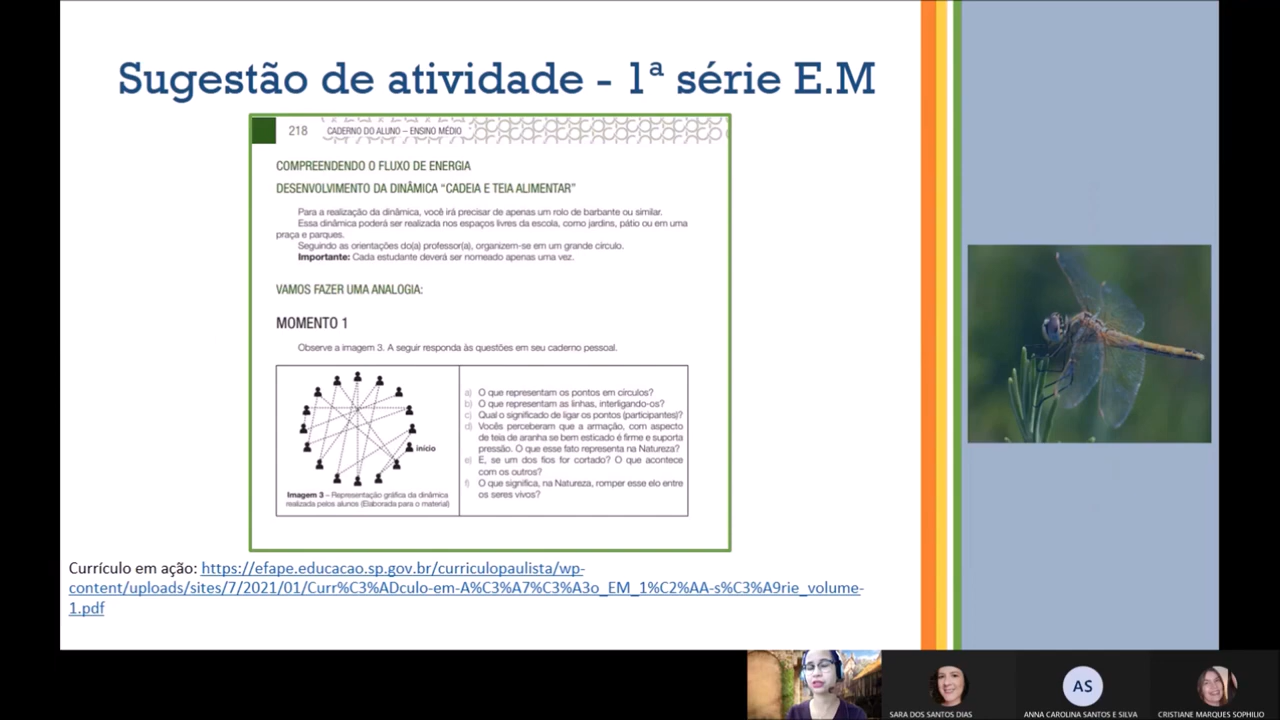 Sugestão de atividade - 1ª série E.M
218 CADERNO DO ALUNO – ENSINO MÉDIO
COMPREENDENDO O FLUXO DE ENERGIA
DESENVOLVIMENTO DA DINÂMICA “CADEIA E TEIA ALIMENTAR”
Para a realização da dinâmica, você irá precisar de apenas um rolo de barbante ou similar.
Essa dinâmica poderá ser realizada nos espaços livres da escola, como jardins, pátio ou em uma
praça e parques.
Seguindo as orientações do(a) professor(a), organizem-se em um grande círculo.
Importante: Cada estudante deverá ser nomeado apenas uma vez.
VAMOS FAZER UMA ANALOGIA:
MOMENTO 1
Observe a imagem 3. A seguir responda às questões em seu caderno pessoal.
início
Imagem 3 – Representação gráfica da dinâmica
realizada pelos alunos (Elaborada para o material)
a) O que representam os pontos em círculos?
b) O que representam as linhas, interligando-os?
c) Qual o significado de ligar os pontos (participantes)?
d) Vocês perceberam que a armação, com aspecto
de teia de aranha se bem esticado é firme e suporta
pressão. O que esse fato representa na Natureza?
e) E, se um dos fios for cortado? O que acontece
com os outros?
f) O que significa, na Natureza, romper esse elo entre
os seres vivos?
Currículo em ação: https://efape.educacao.sp.gov.br/curriculopaulista/wp-
content/uploads/sites/7/2021/01/Curr%C3%ADculo-em-A%C3%A7%C3%A3o_EM_1%C2%AA-s%C3%A9rie_volume-
1.pdf
AS
SARA DOS SANTOS DIAS
ANNA CAROLINA SANTOS E SILVA
CRISTIANE MARQUES SOPHILIO